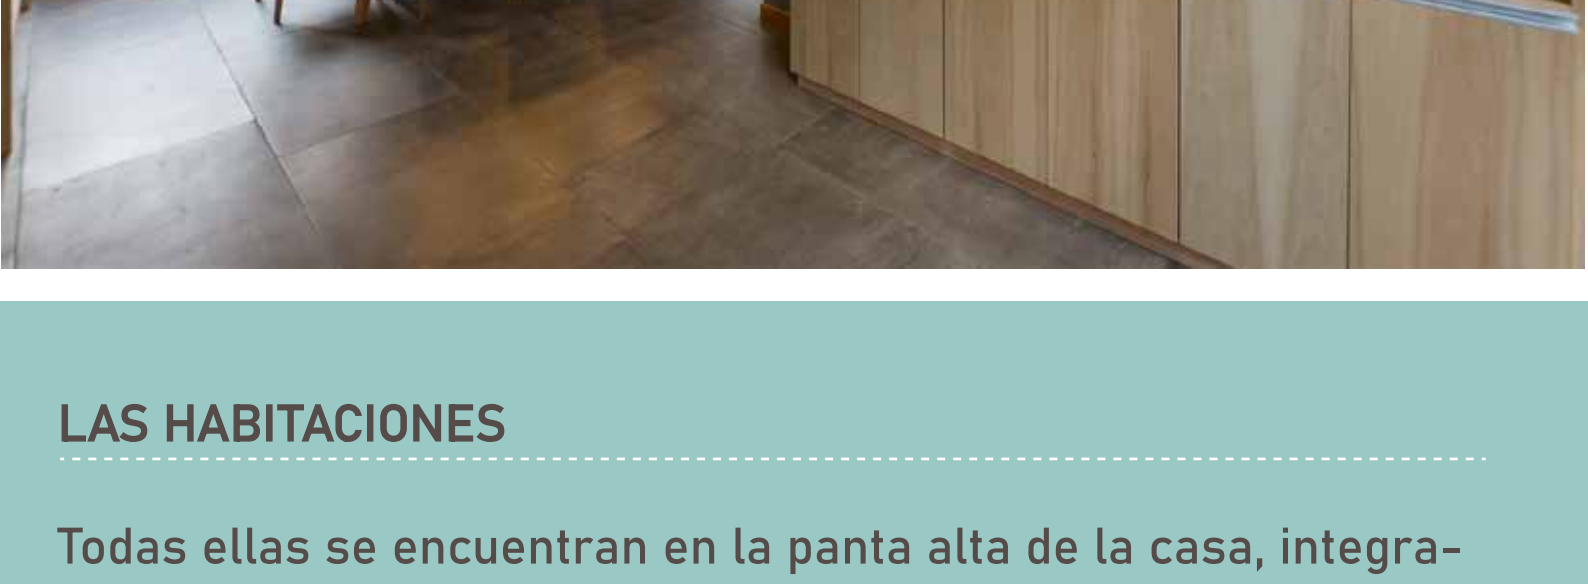 LAS HABITACIONES
Todas ellas se encuentran en la panta alta de la casa, integra-